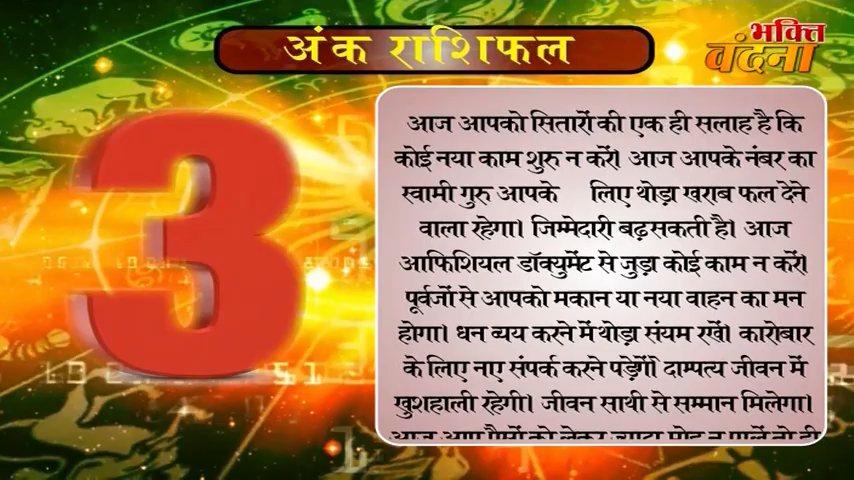 अंक राशिफल
भक्ति
वंदना
3
आज आपको सितारों की एक ही सलाह है कि
कोई नया काम शुरु न करें। आज आपके नंबर का
स्वामी गुरु आपके लिए थोड़ा खराब फल देने
वाला रहेगा। जिम्मेदारी बढ़ सकती है। आज
आफिशियल डॉक्युमेंट से जुड़ा कोई काम न करें।
पूर्वजों से आपको मकान या नया वाहन का मन
होगा। धन व्यय करने में थोड़ा संयम रखें। कारोबार
के लिए नए संपर्क करने पड़ेगें। दाम्पत्य जीवन में
खुशहाली रहेगी। जीवन साथी से सम्मान मिलेगा।